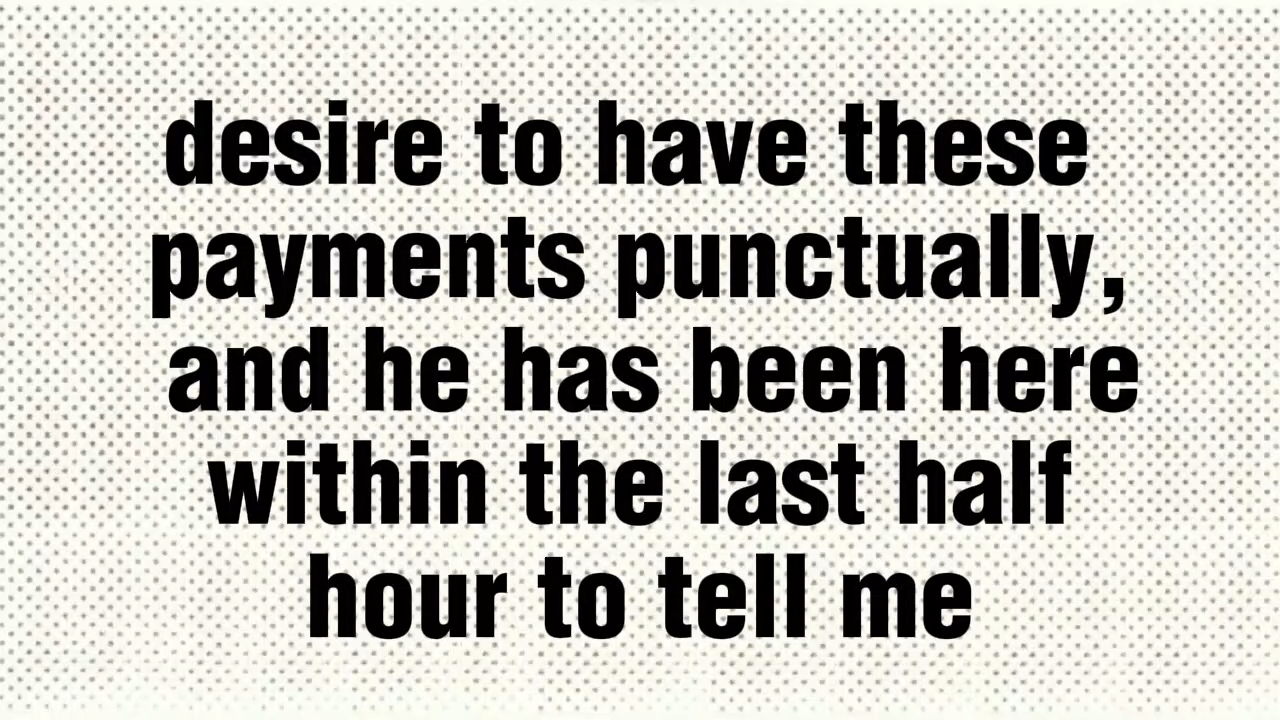 desire to have these
payments punctually,
and he has been here
within the last half
hour to tell me